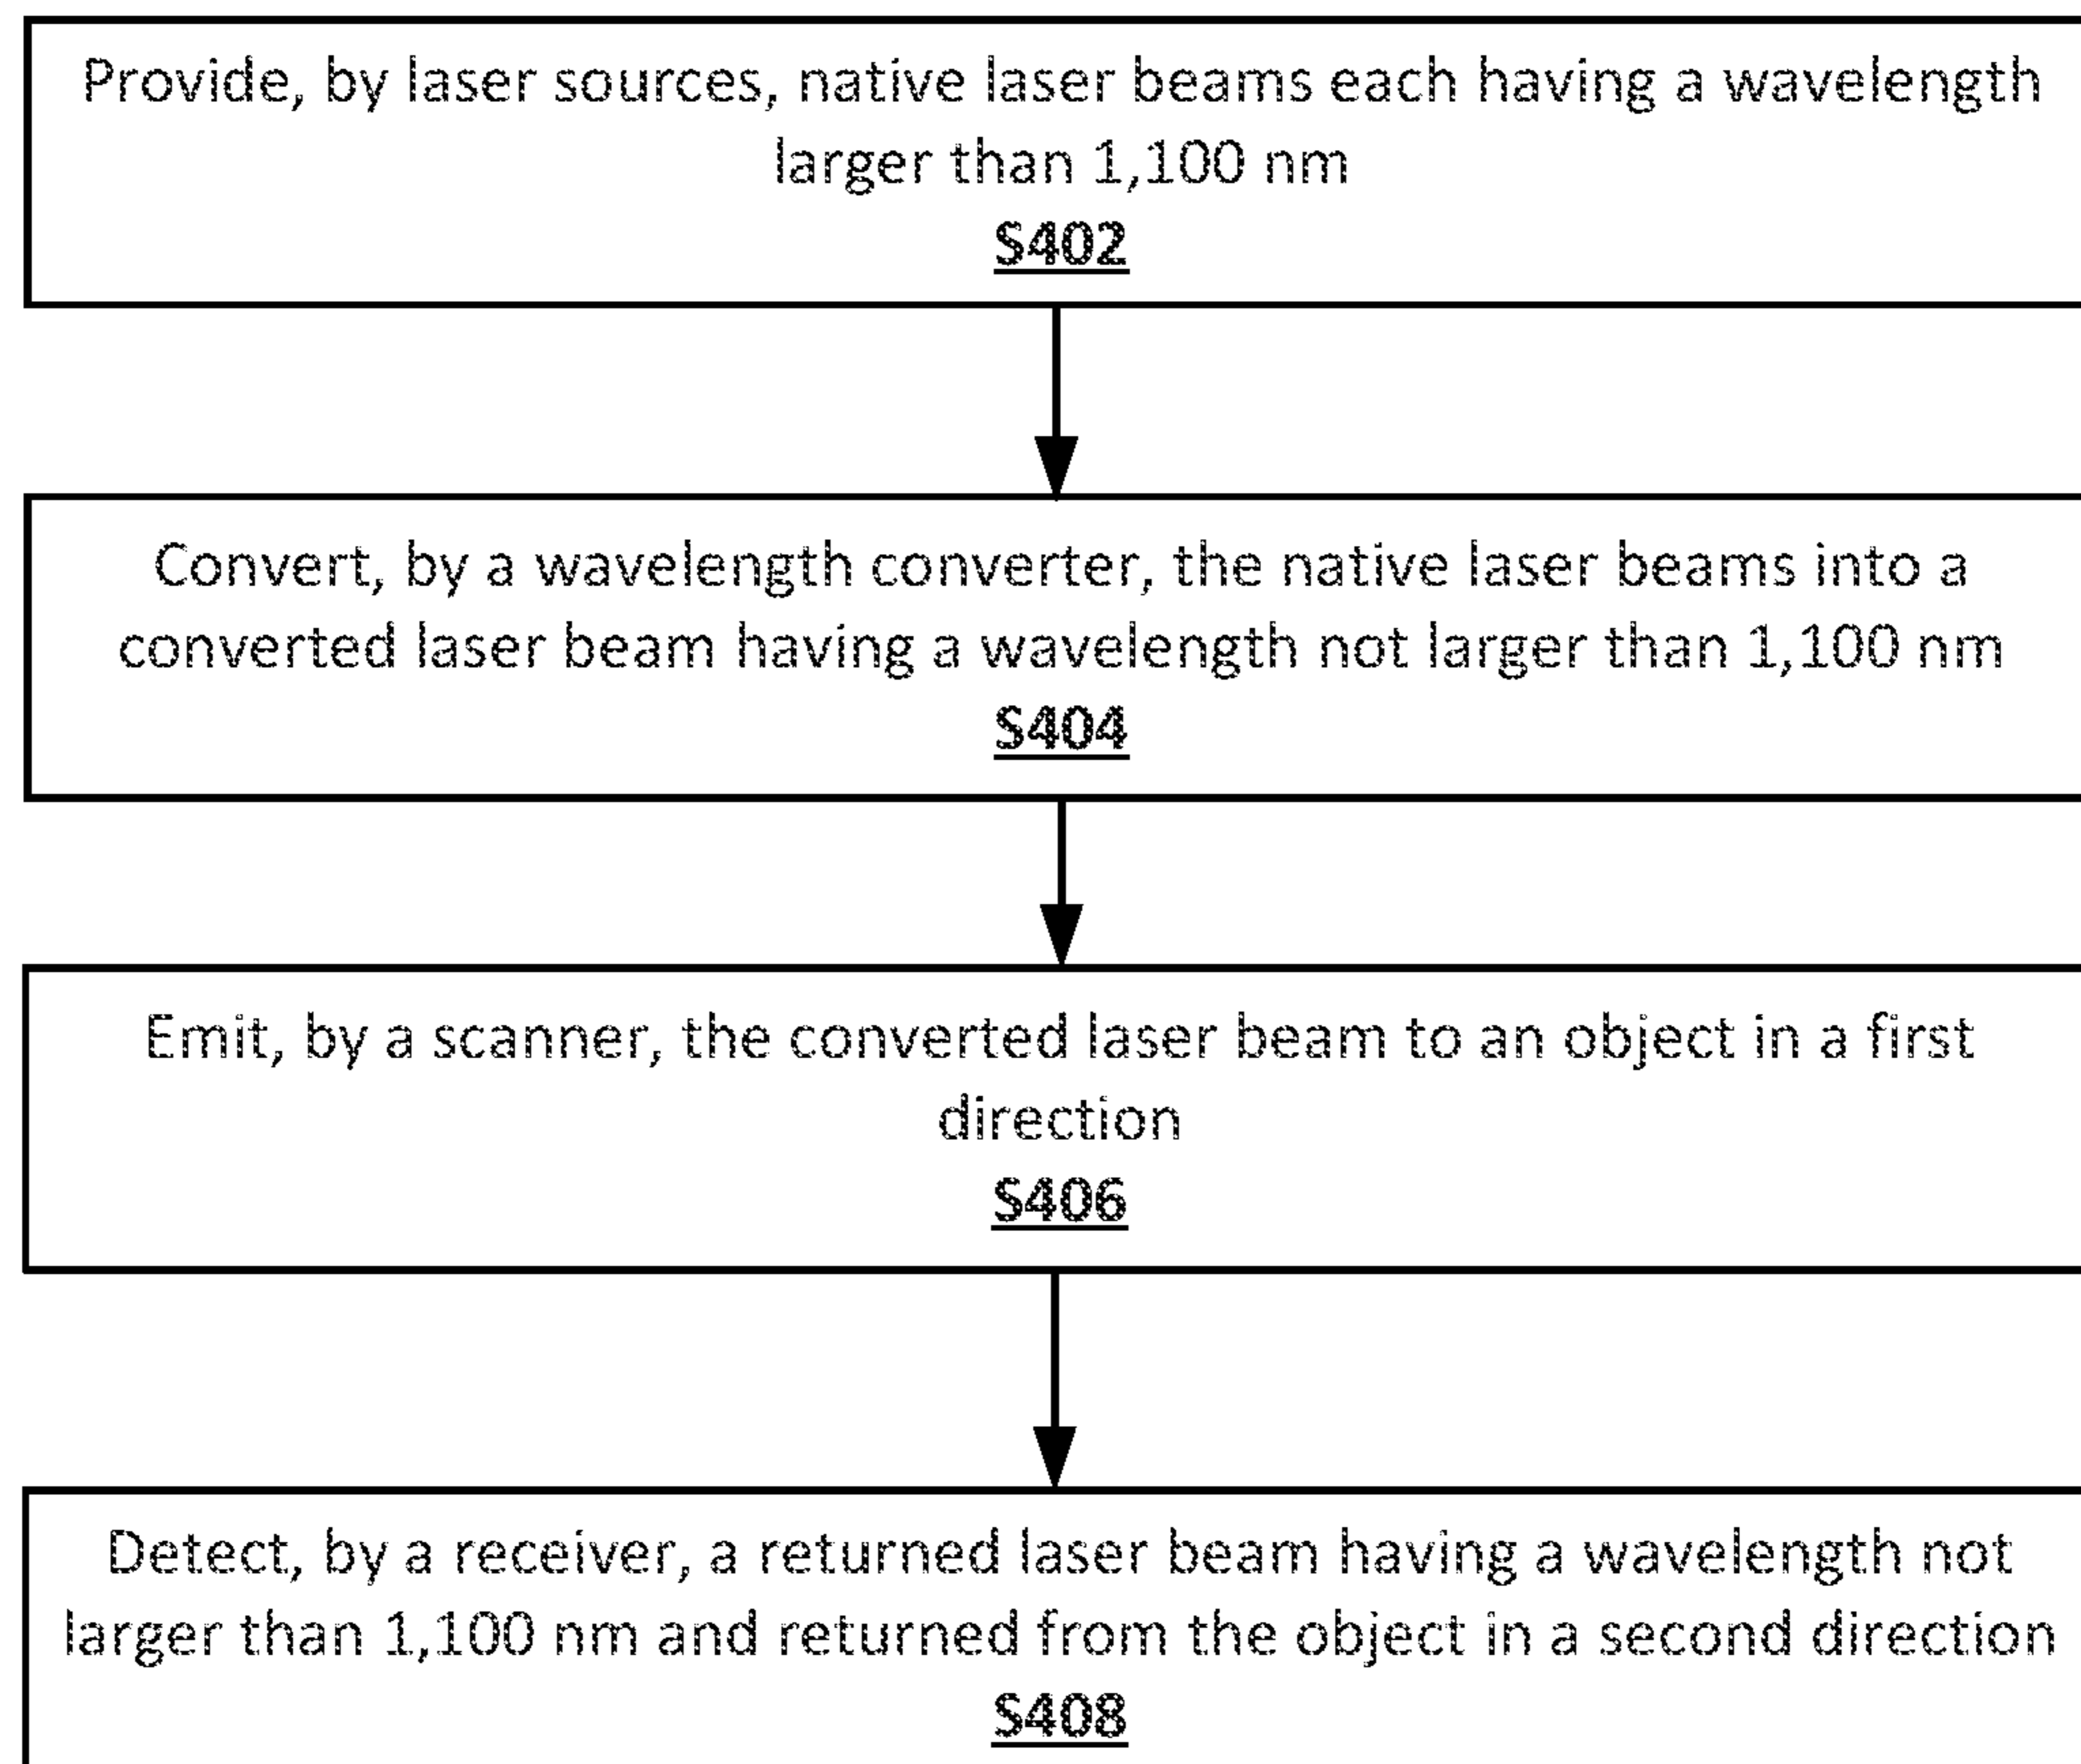 Provide, by laser sources, native laser beams each having a wavelength
larger than 1,100 nm
S402
Convert, by a wavelength converter, the native laser beams into a
converted laser beam having a wavelength not larger than 1,100 nm
S404
Emit, by a scanner, the converted laser beam to an object in a first
direction
S406
Detect, by a receiver, a returned laser beam having a wavelength not
larger than 1,100 nm and returned from the object in a second direction
S408